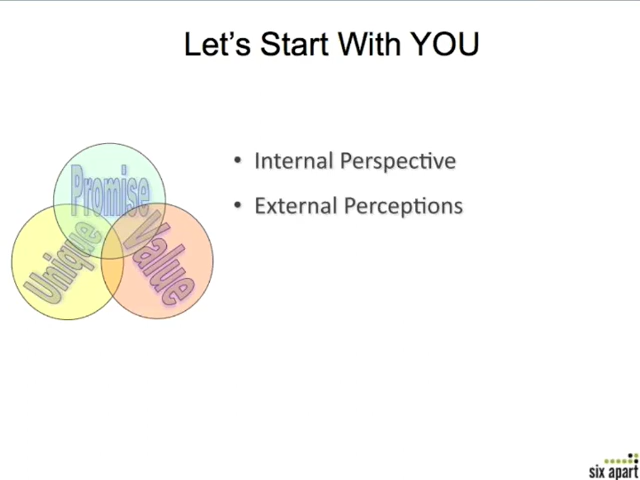 Let's Start With YOU
Promise
Unique
Value
• Internal Perspective
• External Perceptions
six apart